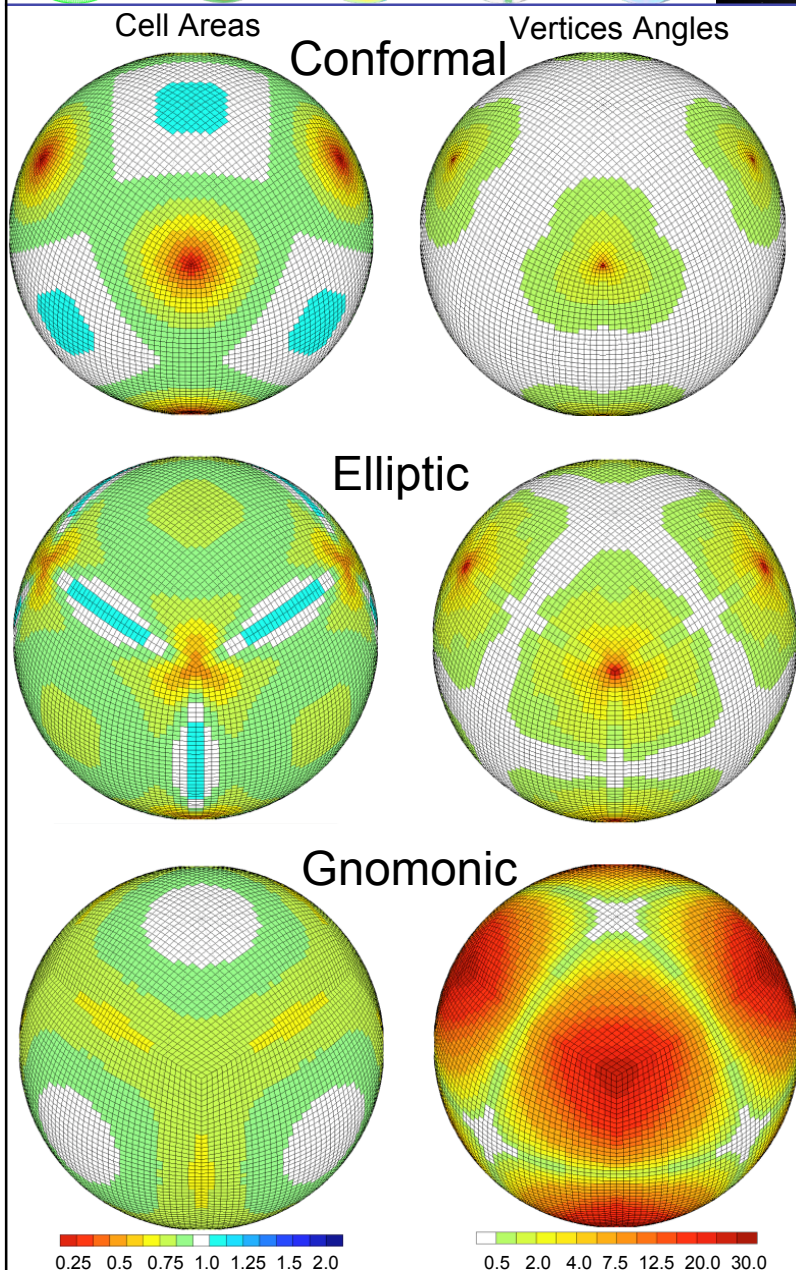 Cell Areas
Vertices Angles
Conformal
Elliptic
Gnomonic
0.25 0.5 0.75 1.0 1.25 1.5 2.0
0.5 2.0 4.0 7.5 12.5 20.0 30.0